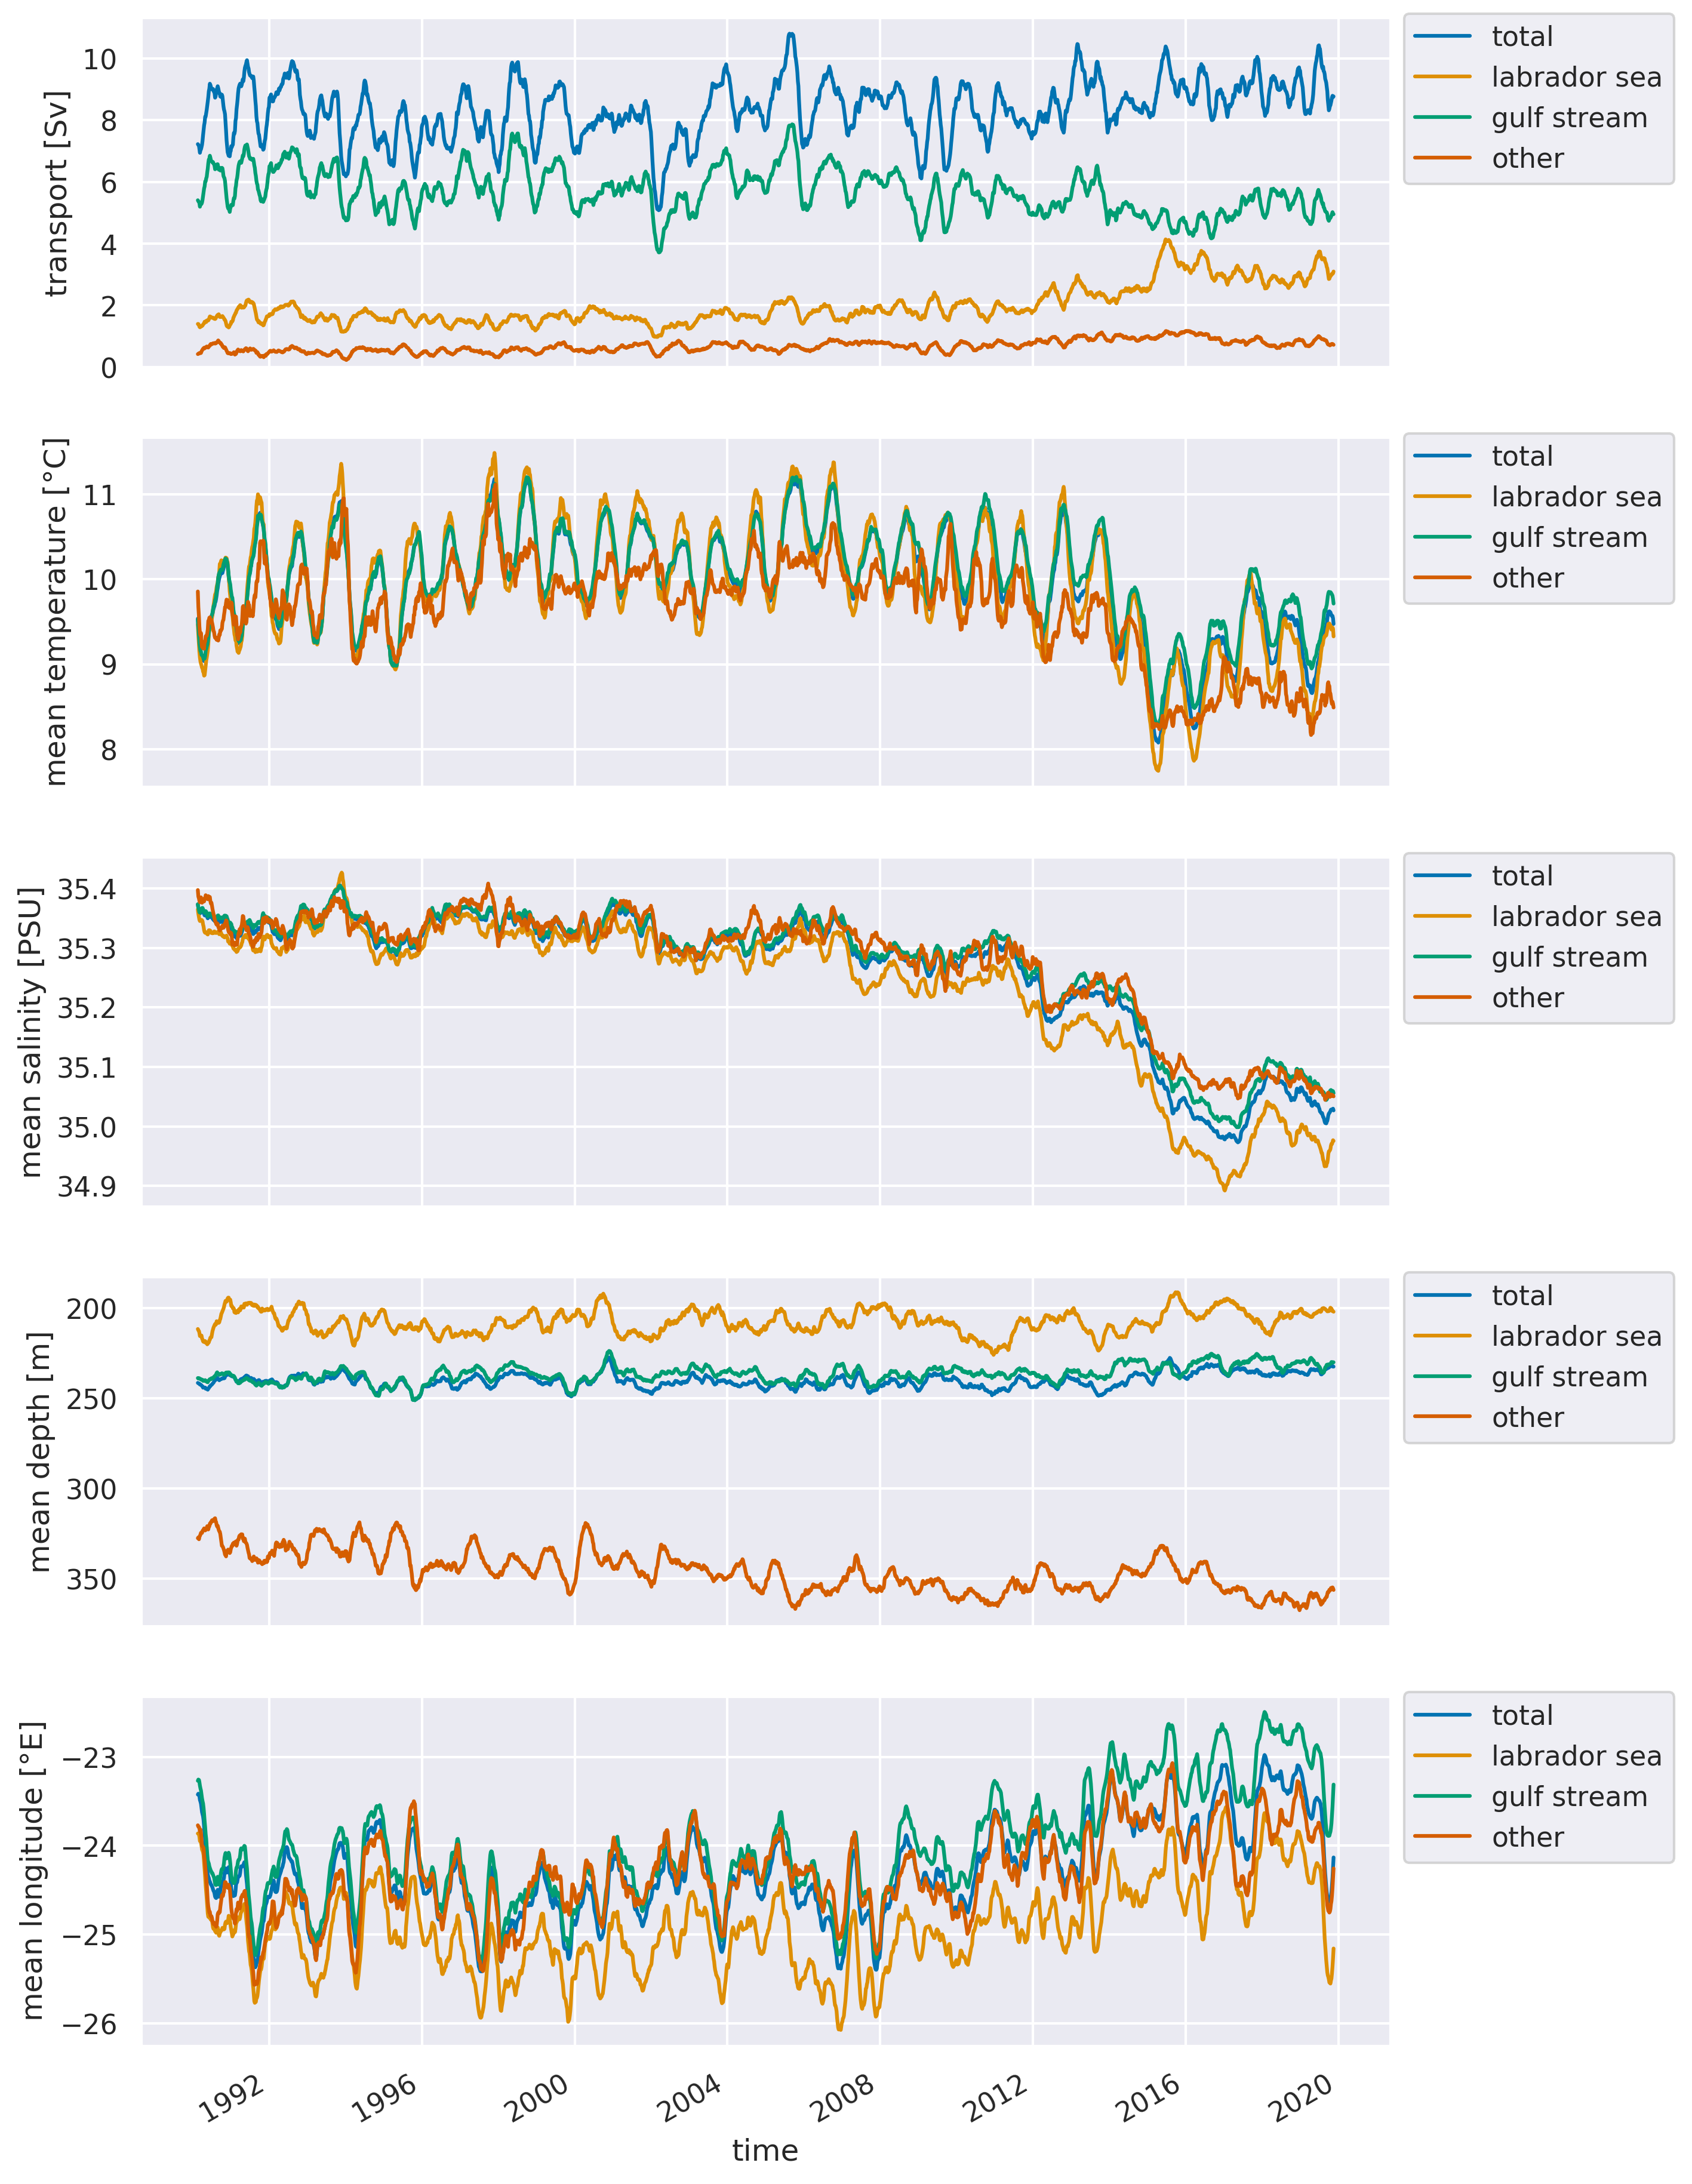 transport [Sv]
10
8
6
4
2
0
total
labrador sea
gulf stream
other
mean temperature [°C]
11
10
9
8
total
labrador sea
gulf stream
other
mean salinity [PSU]
35.4
35.3
35.2
35.1
35.0
34.9
total
labrador sea
gulf stream
other
mean depth [m]
200
250
300
350
total
labrador sea
gulf stream
other
mean longitude [°E]
−23
−24
−25
−26
total
labrador sea
gulf stream
other
1992
1996
2000
2004
2008
2012
2016
2020
time